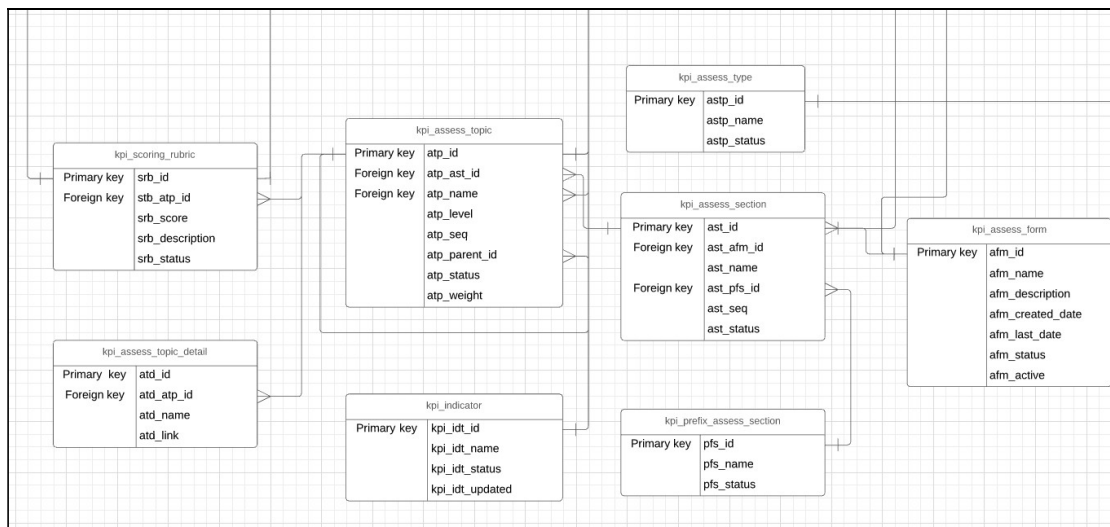 kpi_scoring_rubric
Primary key srb_id
Foreign key stb_atp_id
srb_score
srb_description
srb_status
kpi_assess_topic_detail
Primary key atd_id
Foreign key atd_atp_id
atd_name
atd_link
kpi_assess_topic
Primary key atp_id
Foreign key atp_ast_id
Foreign key atp_name
atp_level
atp_seq
atp_parent_id
atp_status
atp_weight
kpi_indicator
Primary key kpi_idt_id
kpi_idt_name
kpi_idt_status
kpi_idt_updated
kpi_assess_type
Primary key astp_id
astp_name
astp_status
kpi_assess_section
Primary key ast_id
Foreign key ast_afm_id
ast_name
Foreign key ast_pfs_id
ast_seq
ast_status
kpi_prefix_assess_section
Primary key pfs_id
pfs_name
pfs_status
kpi_assess_form
Primary key afm_id
afm_name
afm_description
afm_created_date
afm_last_date
afm_status
afm_active